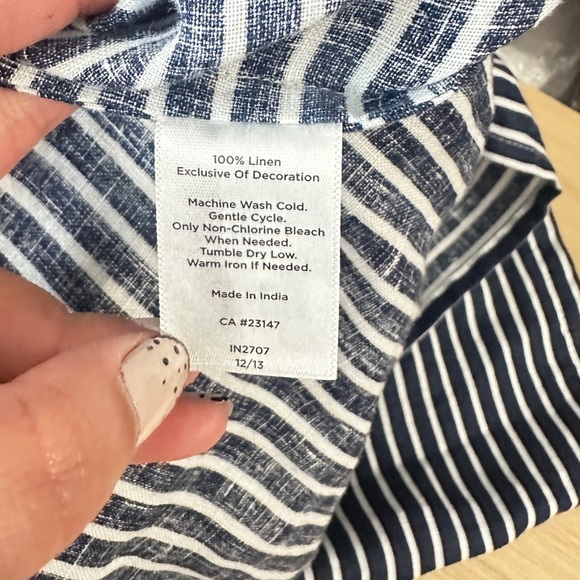 100% Linen
Exclusive Of Decoration
Machine Wash Cold.
Gentle Cycle.
Only Non-Chlorine Bleach
When Needed.
Tumble Dry Low.
Warm Iron If Needed.
Made In India
CA #23147
IN2707
12/13